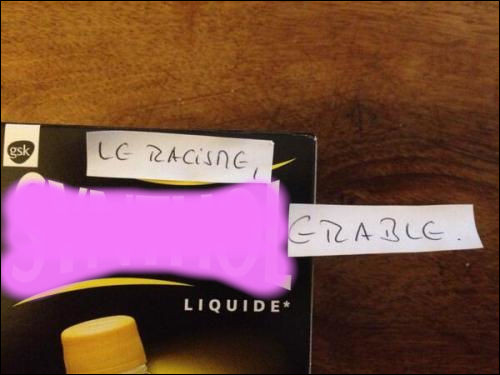 gsk
LE RACISME,
ERABLE.
LIQUIDE*